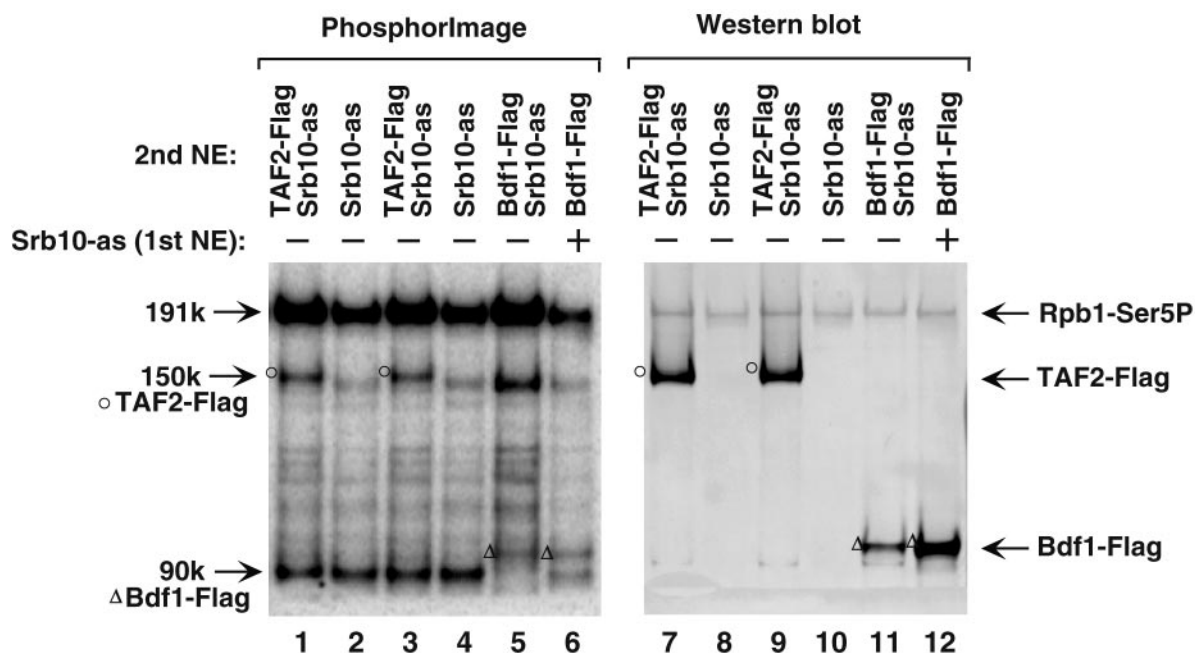 PhosphorImage Western blot
2nd NE: TAF2-Flag Srb10-as Srb10-as TAF2-Flag Srb10-as Srb10-as Bdf1-Flag Srb10-as Bdf1-Flag TAF2-Flag Srb10-as Srb10-as TAF2-Flag Srb10-as Srb10-as Bdf1-Flag Srb10-as Bdf1-Flag
Srb10-as (1st NE): – – – – – + – – – – – +
191k → ← Rpb1-Ser5P
150k → ← TAF2-Flag
○ TAF2-Flag
← Bdf1-Flag
90k →
Δ Bdf1-Flag
1 2 3 4 5 6 7 8 9 10 11 12